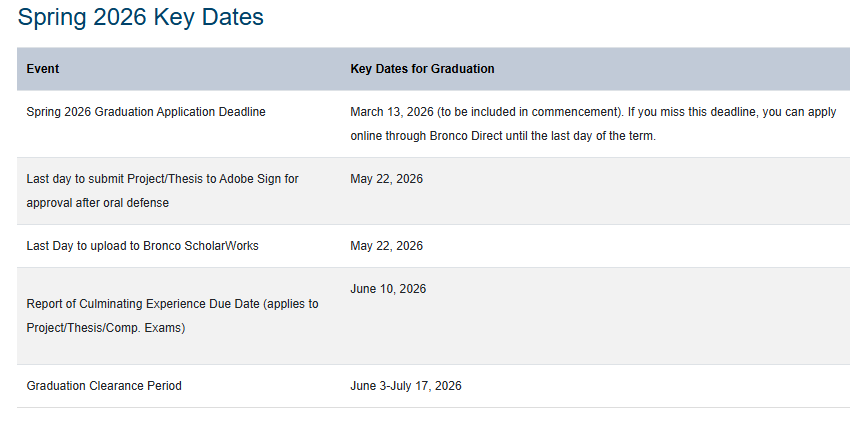 Spring 2026 Key Dates
Event
Key Dates for Graduation
Spring 2026 Graduation Application Deadline
March 13, 2026 (to be included in commencement). If you miss this deadline, you can apply
online through Bronco Direct until the last day of the term.
Last day to submit Project/Thesis to Adobe Sign for
approval after oral defense
May 22, 2026
Last Day to upload to Bronco ScholarWorks
May 22, 2026
Report of Culminating Experience Due Date (applies to
Project/Thesis/Comp. Exams)
June 10, 2026
Graduation Clearance Period
June 3-July 17, 2026